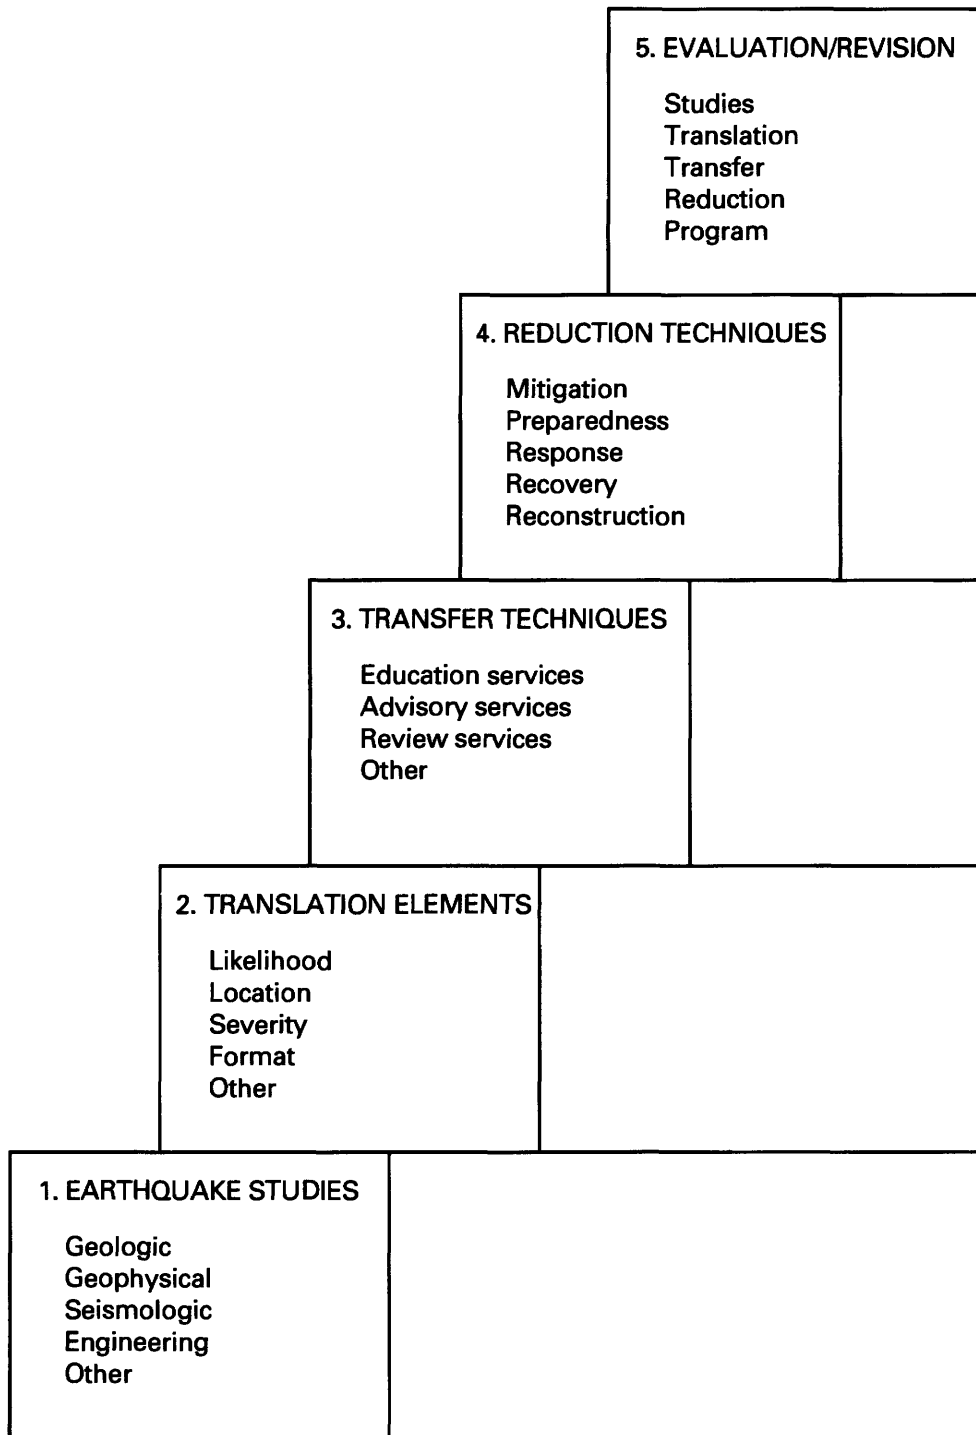 5. EVALUATION/REVISION
Studies
Translation
Transfer
Reduction
Program
4. REDUCTION TECHNIQUES
Mitigation
Preparedness
Response
Recovery
Reconstruction
3. TRANSFER TECHNIQUES
Education services
Advisory services
Review services
Other
2. TRANSLATION ELEMENTS
Likelihood
Location
Severity
Format
Other
1. EARTHQUAKE STUDIES
Geologic
Geophysical
Seismologic
Engineering
Other